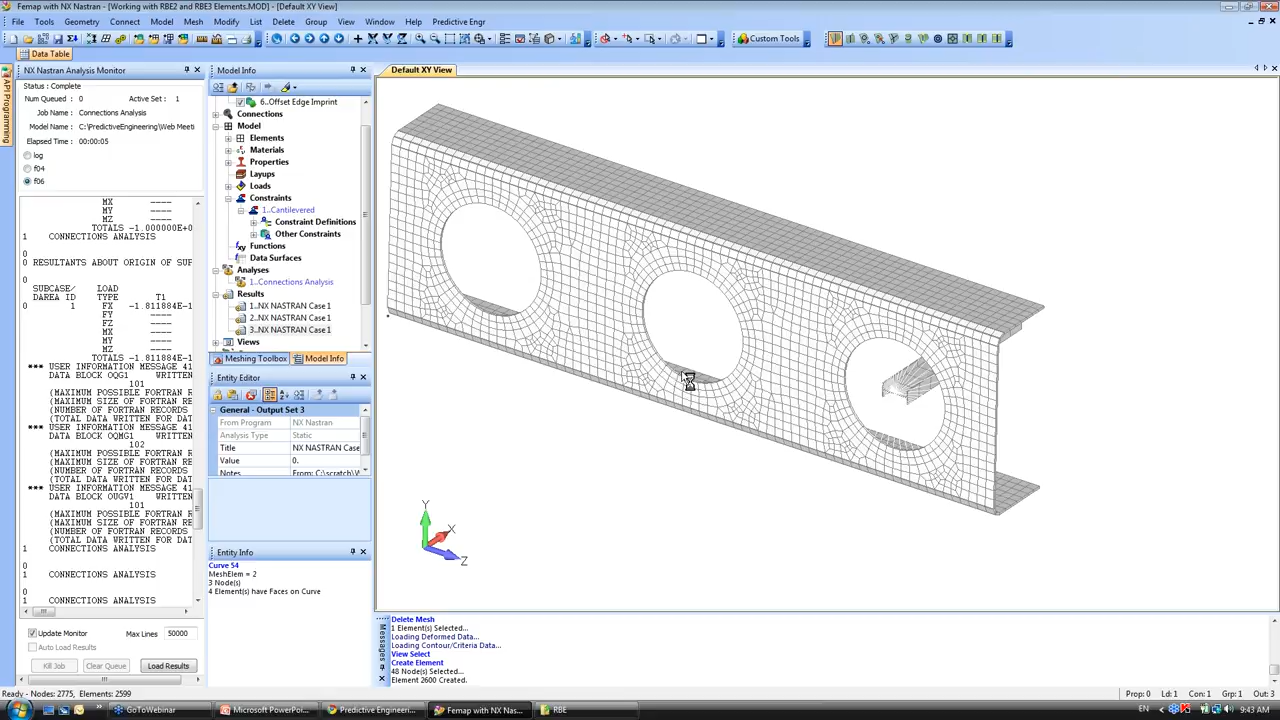 Femap with NX Nastran - [Working with RBE2 and RBE3 Elements.MOD] - [Default XY View]
File Tools Geometry Connect Model Mesh Modify List Delete Group View Window Help Predictive Engr
Custom Tools
Data Table
API Programming
NX Nastran Analysis Monitor
Status : Complete
Num Queued : 0 Active Set : 1
Job Name : Connections Analysis
Model Name : C:\PredictiveEngineering\Web Meeti
Elapsed Time : 00:00:05
log
f04
f06
MX ----
MY ----
MZ ----
TOTALS -1.000000E+0
1 CONNECTIONS ANALYSIS
0
0 RESULTANTS ABOUT ORIGIN OF SUP
0
SUBCASE/ LOAD
DAREA ID TYPE T1
0 1 FX -1.811884E-1
FY ----
FZ ----
MX ----
MY ----
MZ ----
TOTALS -1.811884E-1
*** USER INFORMATION MESSAGE 41
DATA BLOCK OQG1 WRITTEN
101
(MAXIMUM POSSIBLE FORTRAN R
(MAXIMUM SIZE OF FORTRAN RE
(NUMBER OF FORTRAN RECORDS
(TOTAL DATA WRITTEN FOR DAT
*** USER INFORMATION MESSAGE 41
DATA BLOCK OQMG1 WRITTEN
102
(MAXIMUM POSSIBLE FORTRAN R
(MAXIMUM SIZE OF FORTRAN RE
(NUMBER OF FORTRAN RECORDS
(TOTAL DATA WRITTEN FOR DAT
*** USER INFORMATION MESSAGE 41
DATA BLOCK OUGV1 WRITTEN
101
(MAXIMUM POSSIBLE FORTRAN R
(MAXIMUM SIZE OF FORTRAN RE
(NUMBER OF FORTRAN RECORDS
(TOTAL DATA WRITTEN FOR DAT
1 CONNECTIONS ANALYSIS
0
1 CONNECTIONS ANALYSIS
0
1 CONNECTIONS ANALYSIS
Update Monitor Max Lines 50000
Auto Load Results
Kill Job Clear Queue Load Results
Model Info
6..Offset Edge Imprint
Connections
Model
Elements
Materials
Properties
Layups
Loads
Constraints
1..Cantilevered
Constraint Definitions
Other Constraints
Functions
Data Surfaces
Analyses
1..Connections Analysis
Results
1..NX NASTRAN Case 1
2..NX NASTRAN Case 1
3..NX NASTRAN Case 1
Views
Meshing Toolbox Model Info
Entity Editor
General - Output Set 3
From Program NX Nastran
Analysis Type Static
Title NX NASTRAN Case
Value 0.
Notes From: C:\scratch\W
Entity Info
Curve 54
MeshElem = 2
3 Node(s)
4 Element(s) have Faces on Curve
Default XY View
Y
X
Z
Messages
Delete Mesh
1 Element(s) Selected...
Loading Deformed Data...
Loading Contour/Criteria Data...
View Select
Create Element
48 Node(s) Selected...
Element 2600 Created.
Ready - Nodes: 2775, Elements: 2599
Prop: 0 Ld: 1 Con: 1 Grp: 1 Out: 3
GoToWebinar
Microsoft PowerPoi...
Predictive Engineeri...
Femap with NX Nas...
RBE
EN
9:43 AM